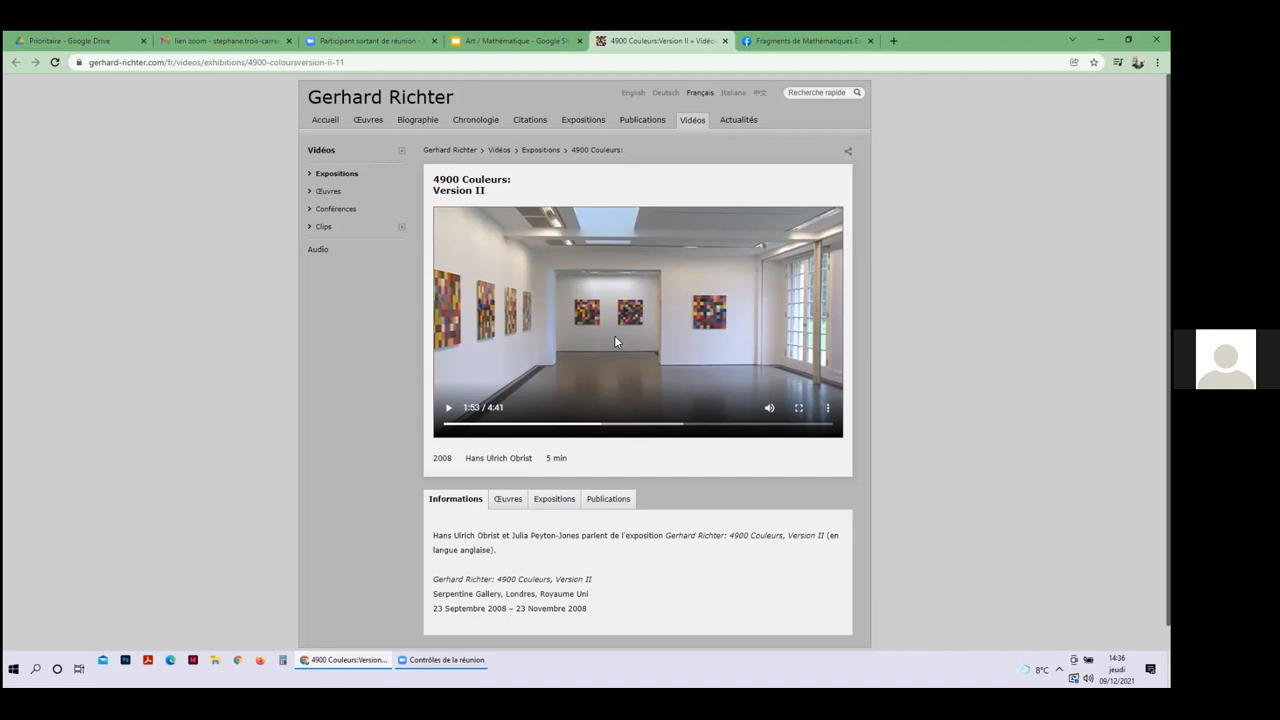 Prioritaire - Google Drive
lien zoom - stephane.trois-carre
Participant sortant de réunion -
Art / Mathématique - Google Sl
4900 Couleurs:Version II » Vidéo
Fragments de Mathématiques E
gerhard-richter.com/fr/videos/exhibitions/4900-coloursversion-ii-11
Gerhard Richter
English Deutsch Français Italiano 中文
Recherche rapide
Accueil Œuvres Biographie Chronologie Citations Expositions Publications Vidéos Actualités
Vidéos
Expositions
Œuvres
Conférences
Clips
Audio
Gerhard Richter > Vidéos > Expositions > 4900 Couleurs:
4900 Couleurs:
Version II
1:53 / 4:41
2008 Hans Ulrich Obrist 5 min
Informations Œuvres Expositions Publications
Hans Ulrich Obrist et Julia Peyton-Jones parlent de l'exposition Gerhard Richter: 4900 Couleurs, Version II (en
langue anglaise).
Gerhard Richter: 4900 Couleurs, Version II
Serpentine Gallery, Londres, Royaume Uni
23 Septembre 2008 – 23 Novembre 2008
4900 Couleurs:Version...
Contrôles de la réunion
8°C
14:36
jeudi
09/12/2021